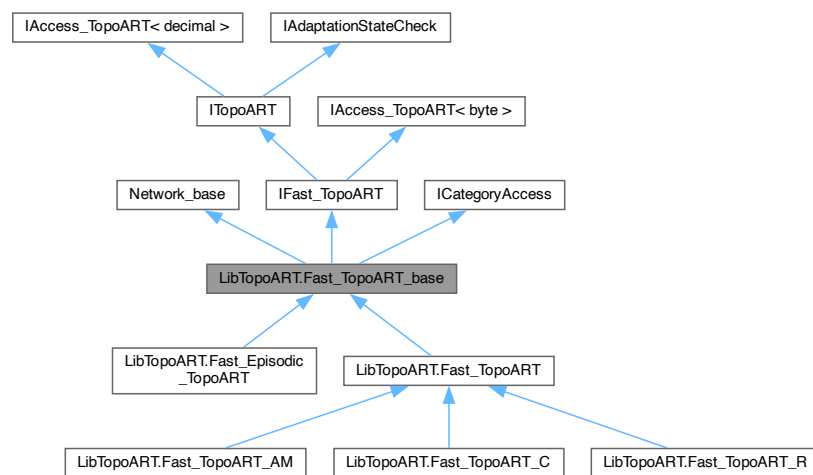 IAccess_TopoART< decimal >
IAdaptationStateCheck
ITopoART
IAccess_TopoART< byte >
Network_base
IFast_TopoART
ICategoryAccess
LibTopoART.Fast_TopoART_base
LibTopoART.Fast_Episodic
_TopoART
LibTopoART.Fast_TopoART
LibTopoART.Fast_TopoART_AM
LibTopoART.Fast_TopoART_C
LibTopoART.Fast_TopoART_R